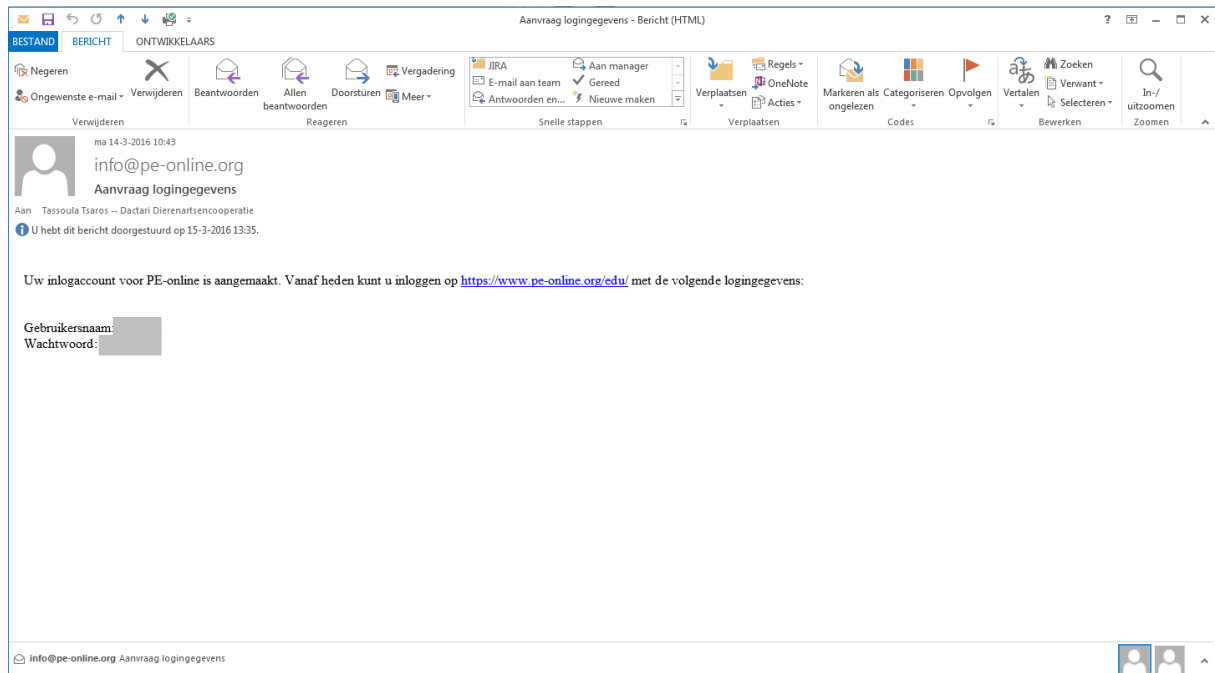 Aanvraag logingegevens - Bericht (HTML)
BESTAND BERICHT ONTWIKKELAARS
Negeren
Ongewenste e-mail
Verwijderen
Verwijderen
Beantwoorden
Allen beantwoorden
Doorsturen
Vergadering
Meer
Reageren
JIRA
E-mail aan team
Antwoorden en...
Aan manager
Gereed
Nieuwe maken
Snelle stappen
Verplaatsen
Regels
OneNote
Acties
Verplaatsen
Markeren als ongelezen
Categoriseren
Opvolgen
Codes
Vertalen
Zoeken
Verwant
Selecteren
Bewerken
In-/
uitzoomen
Zoomen
ma 14-3-2016 10:43
info@pe-online.org
Aanvraag logingegevens
Aan Tassoula Tsaros -- Dactari Dierenartsencooperatie
U hebt dit bericht doorgestuurd op 15-3-2016 13:35.
Uw inlogaccount voor PE-online is aangemaakt. Vanaf heden kunt u inloggen op https://www.pe-online.org/edu/ met de volgende logingegevens:
Gebruikersnaam:
Wachtwoord:
info@pe-online.org Aanvraag logingegevens